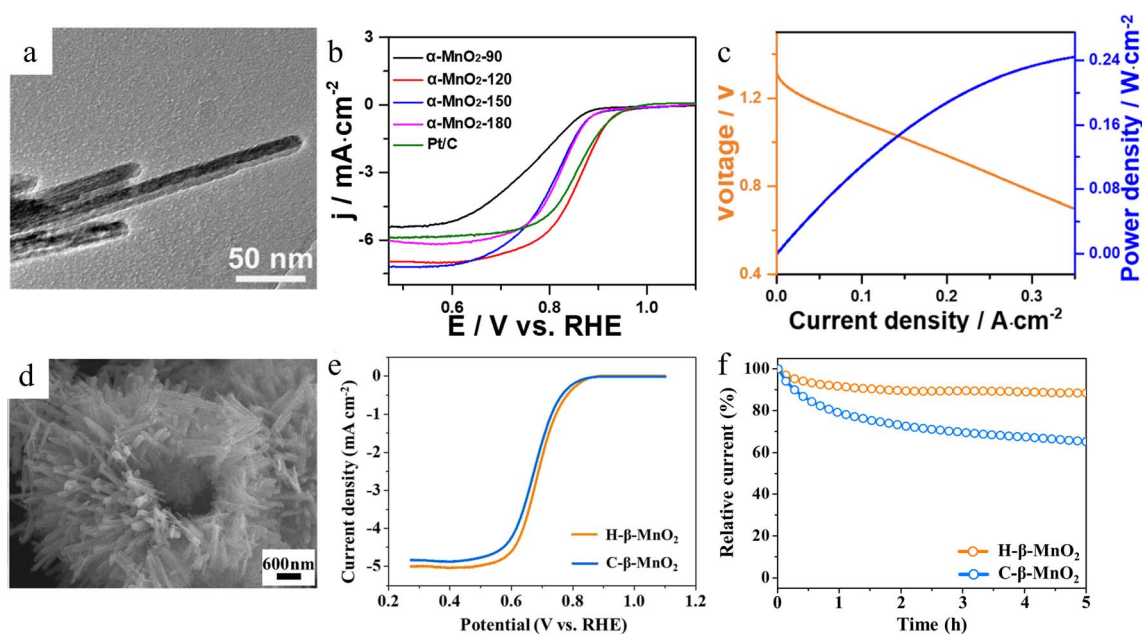 a
50 nm
b
α-MnO₂-90
α-MnO₂-120
α-MnO₂-150
α-MnO₂-180
Pt/C
3
0
-3
-6
j / mA·cm⁻²
0.6 0.8 1.0
E / V vs. RHE
c
1.2
0.8
0.4
voltage / V
0.24
0.16
0.08
0.00
Power density / W·cm⁻²
0.0 0.1 0.2 0.3
Current density / A·cm⁻²
d
600nm
e
0
-1
-2
-3
-4
-5
Current density (mA cm⁻²)
H-β-MnO₂
C-β-MnO₂
0.2 0.4 0.6 0.8 1.0 1.2
Potential (V vs. RHE)
f
100
80
60
40
20
0
Relative current (%)
H-β-MnO₂
C-β-MnO₂
0 1 2 3 4 5
Time (h)